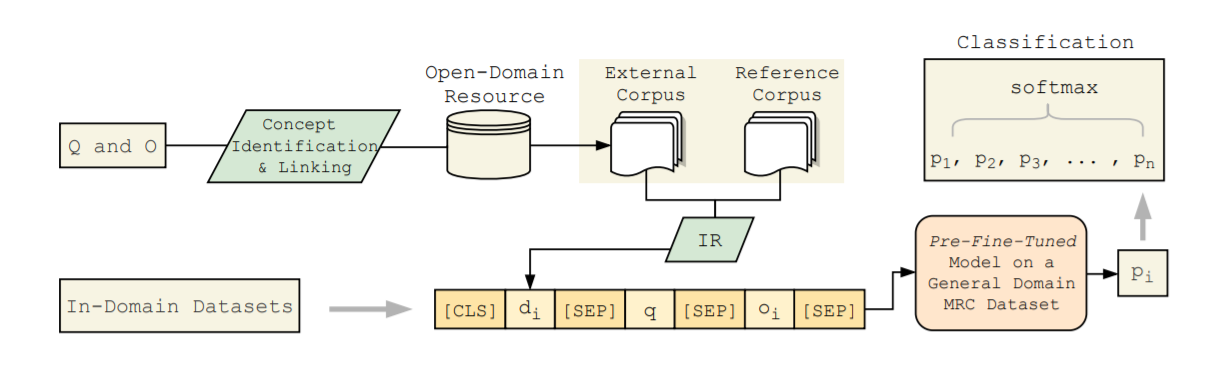 Classification
softmax
p1, p2, p3, ... , pn
Open-Domain
Resource
External
Corpus
Reference
Corpus
Q and O
Concept
Identification
& Linking
IR
Pre-Fine-Tuned
Model on a
General Domain
MRC Dataset
pi
In-Domain Datasets
[CLS] di [SEP] q [SEP] oi [SEP]